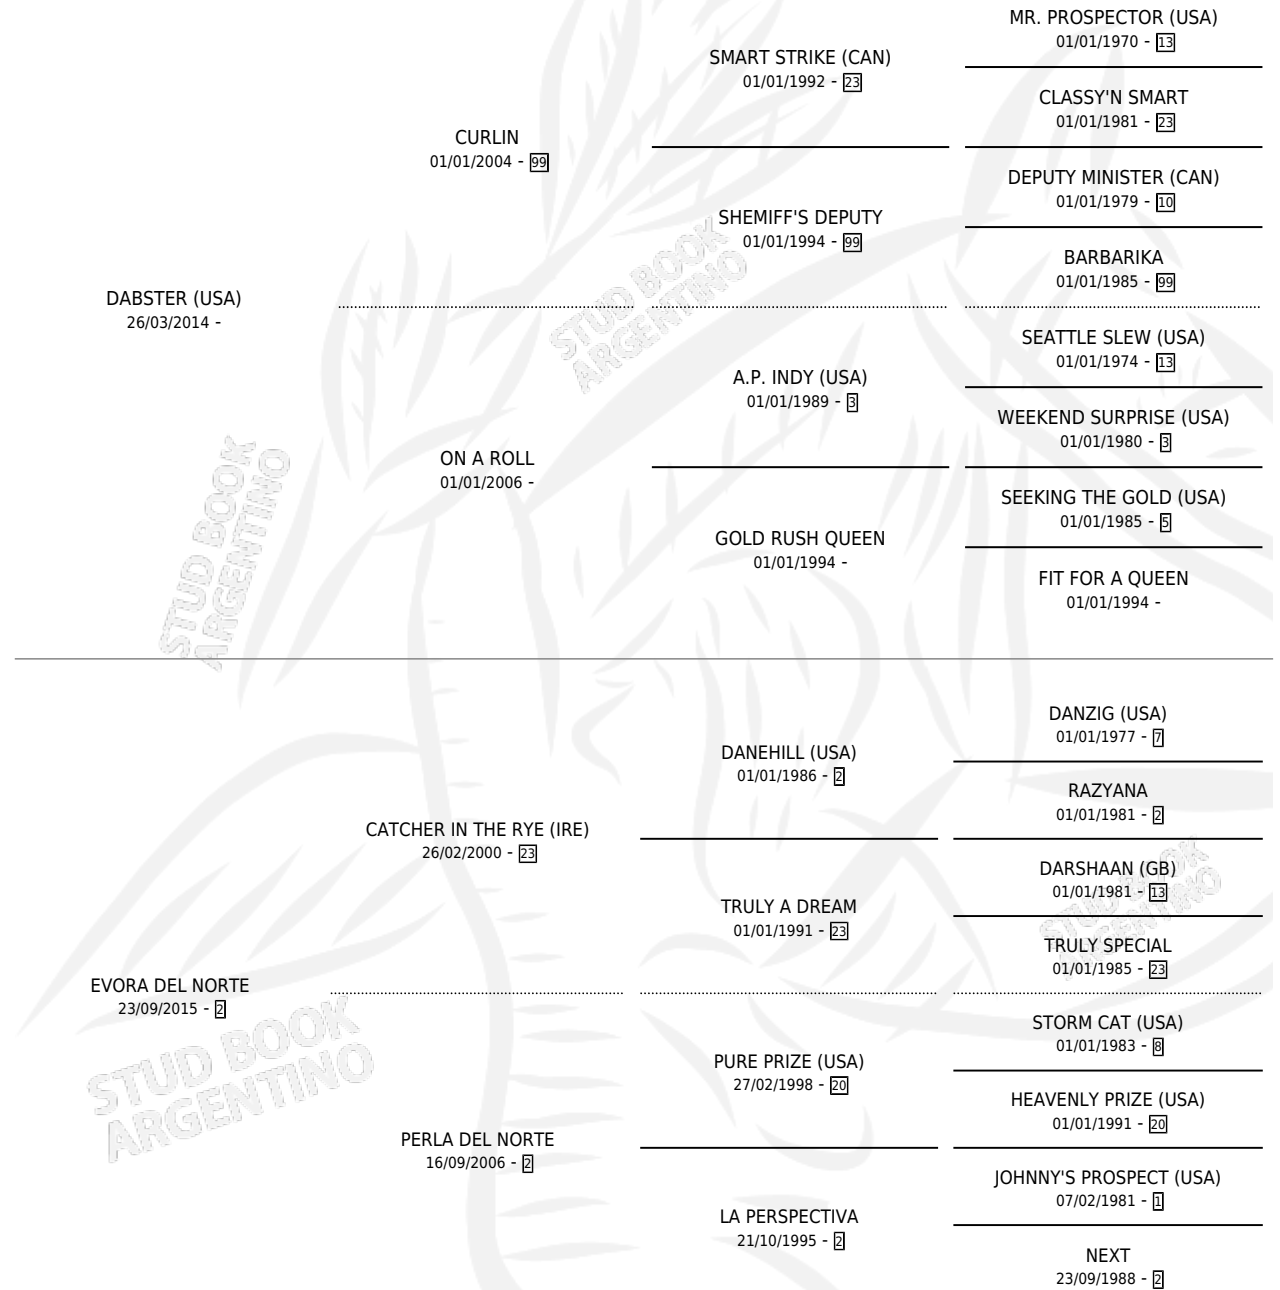 MR. PROSPECTOR (USA)
01/01/1970 - 13
SMART STRIKE (CAN)
01/01/1992 - 23
CLASSY'N SMART
01/01/1981 - 23
CURLIN
01/01/2004 - 99
DEPUTY MINISTER (CAN)
01/01/1979 - 10
SHEMIFF'S DEPUTY
01/01/1994 - 99
BARBARIKA
01/01/1985 - 99
DABSTER (USA)
26/03/2014 -
STUD BOOK
ARGENTINO
SEATTLE SLEW (USA)
01/01/1974 - 13
A.P. INDY (USA)
01/01/1989 - 3
WEEKEND SURPRISE (USA)
01/01/1980 - 3
ON A ROLL
01/01/2006 -
SEEKING THE GOLD (USA)
01/01/1985 - 5
GOLD RUSH QUEEN
01/01/1994 -
FIT FOR A QUEEN
01/01/1994 -
STUD BOOK
ARGENTINO
DANZIG (USA)
01/01/1977 - 7
DANEHILL (USA)
01/01/1986 - 2
RAZYANA
01/01/1981 - 2
CATCHER IN THE RYE (IRE)
26/02/2000 - 23
DARSHAAN (GB)
01/01/1981 - 13
TRULY A DREAM
01/01/1991 - 23
STUD BOOK
ARGENTINO
TRULY SPECIAL
01/01/1985 - 23
EVORA DEL NORTE
23/09/2015 - 2
STORM CAT (USA)
01/01/1983 - 8
PURE PRIZE (USA)
27/02/1998 - 20
STUD BOOK
ARGENTINO
HEAVENLY PRIZE (USA)
01/01/1991 - 20
PERLA DEL NORTE
16/09/2006 - 2
JOHNNY'S PROSPECT (USA)
07/02/1981 - 1
LA PERSPECTIVA
21/10/1995 - 2
NEXT
23/09/1988 - 2